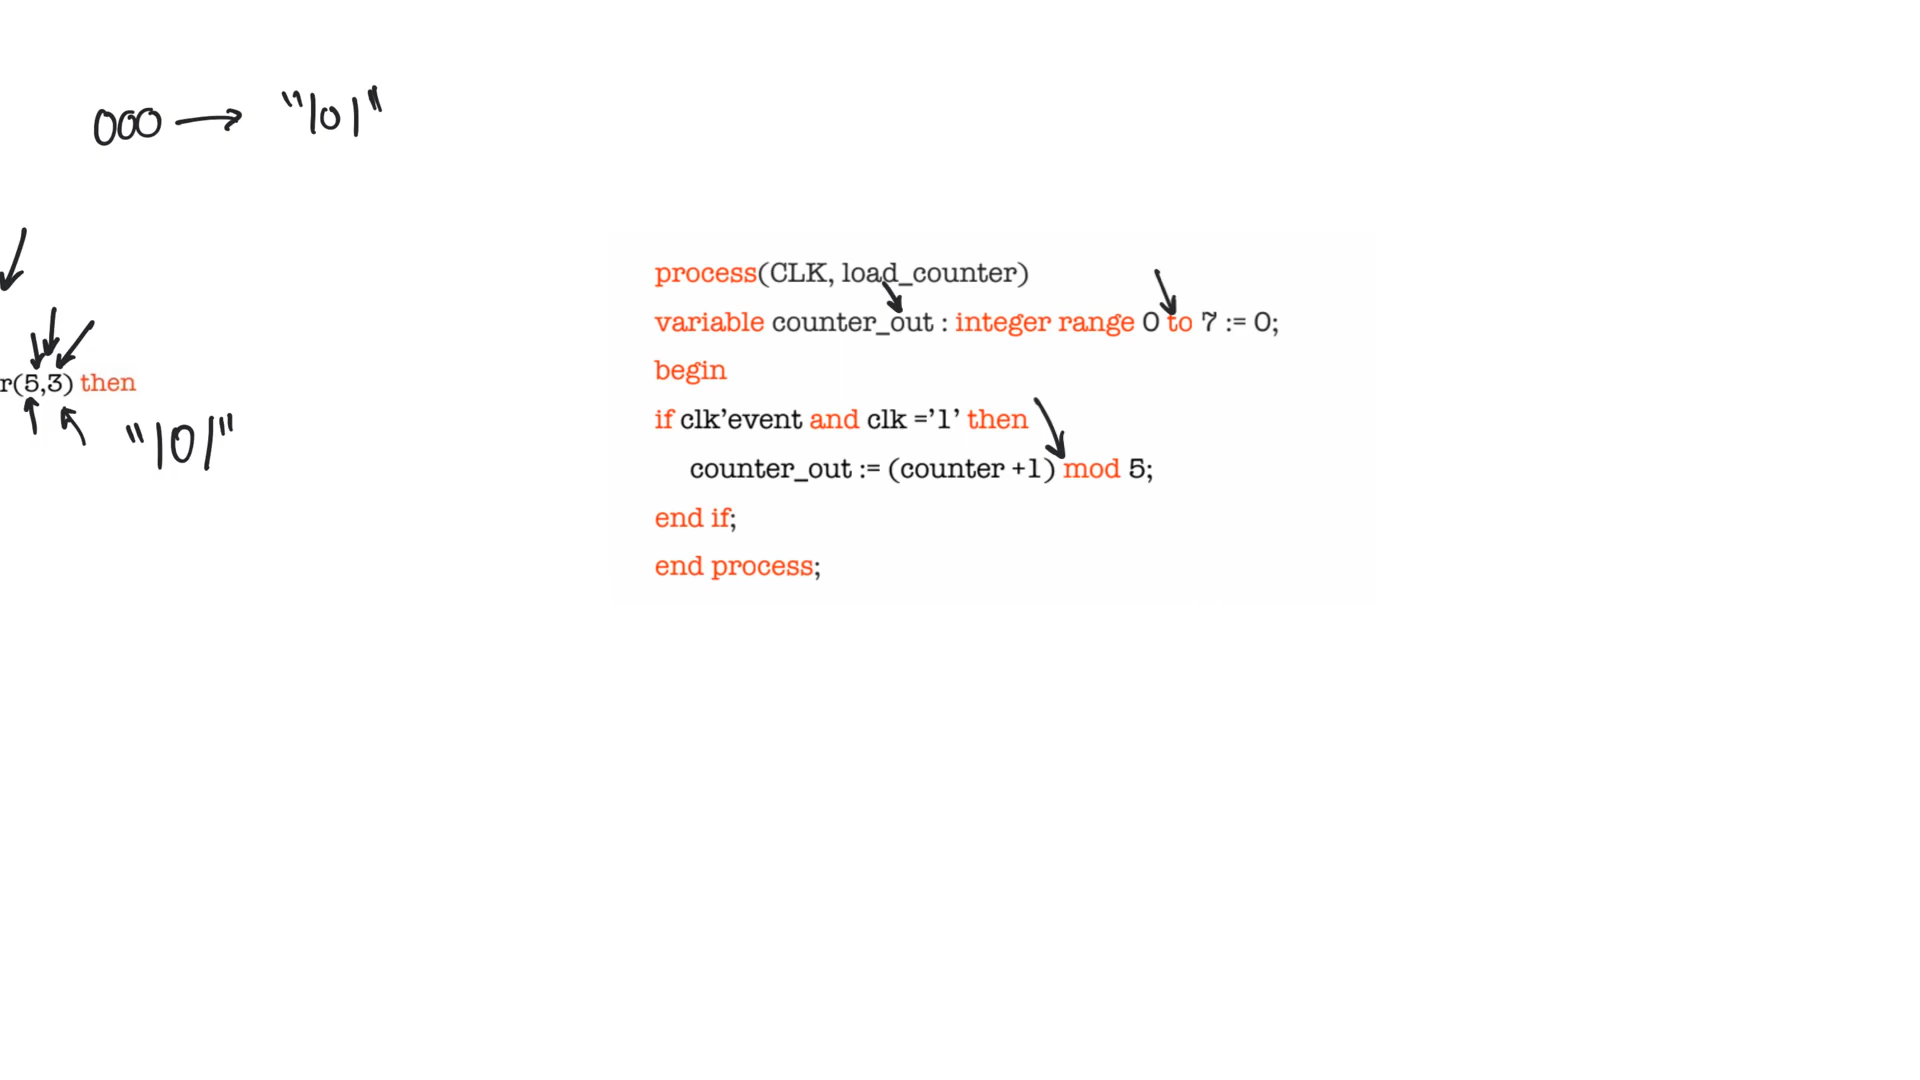 000 → "101"
process(CLK, load_counter)
variable counter_out : integer range 0 to 7 := 0;
begin
r(5,3) then
if clk’event and clk =’1’ then
"101"
counter_out := (counter +1) mod 5;
end if;
end process;